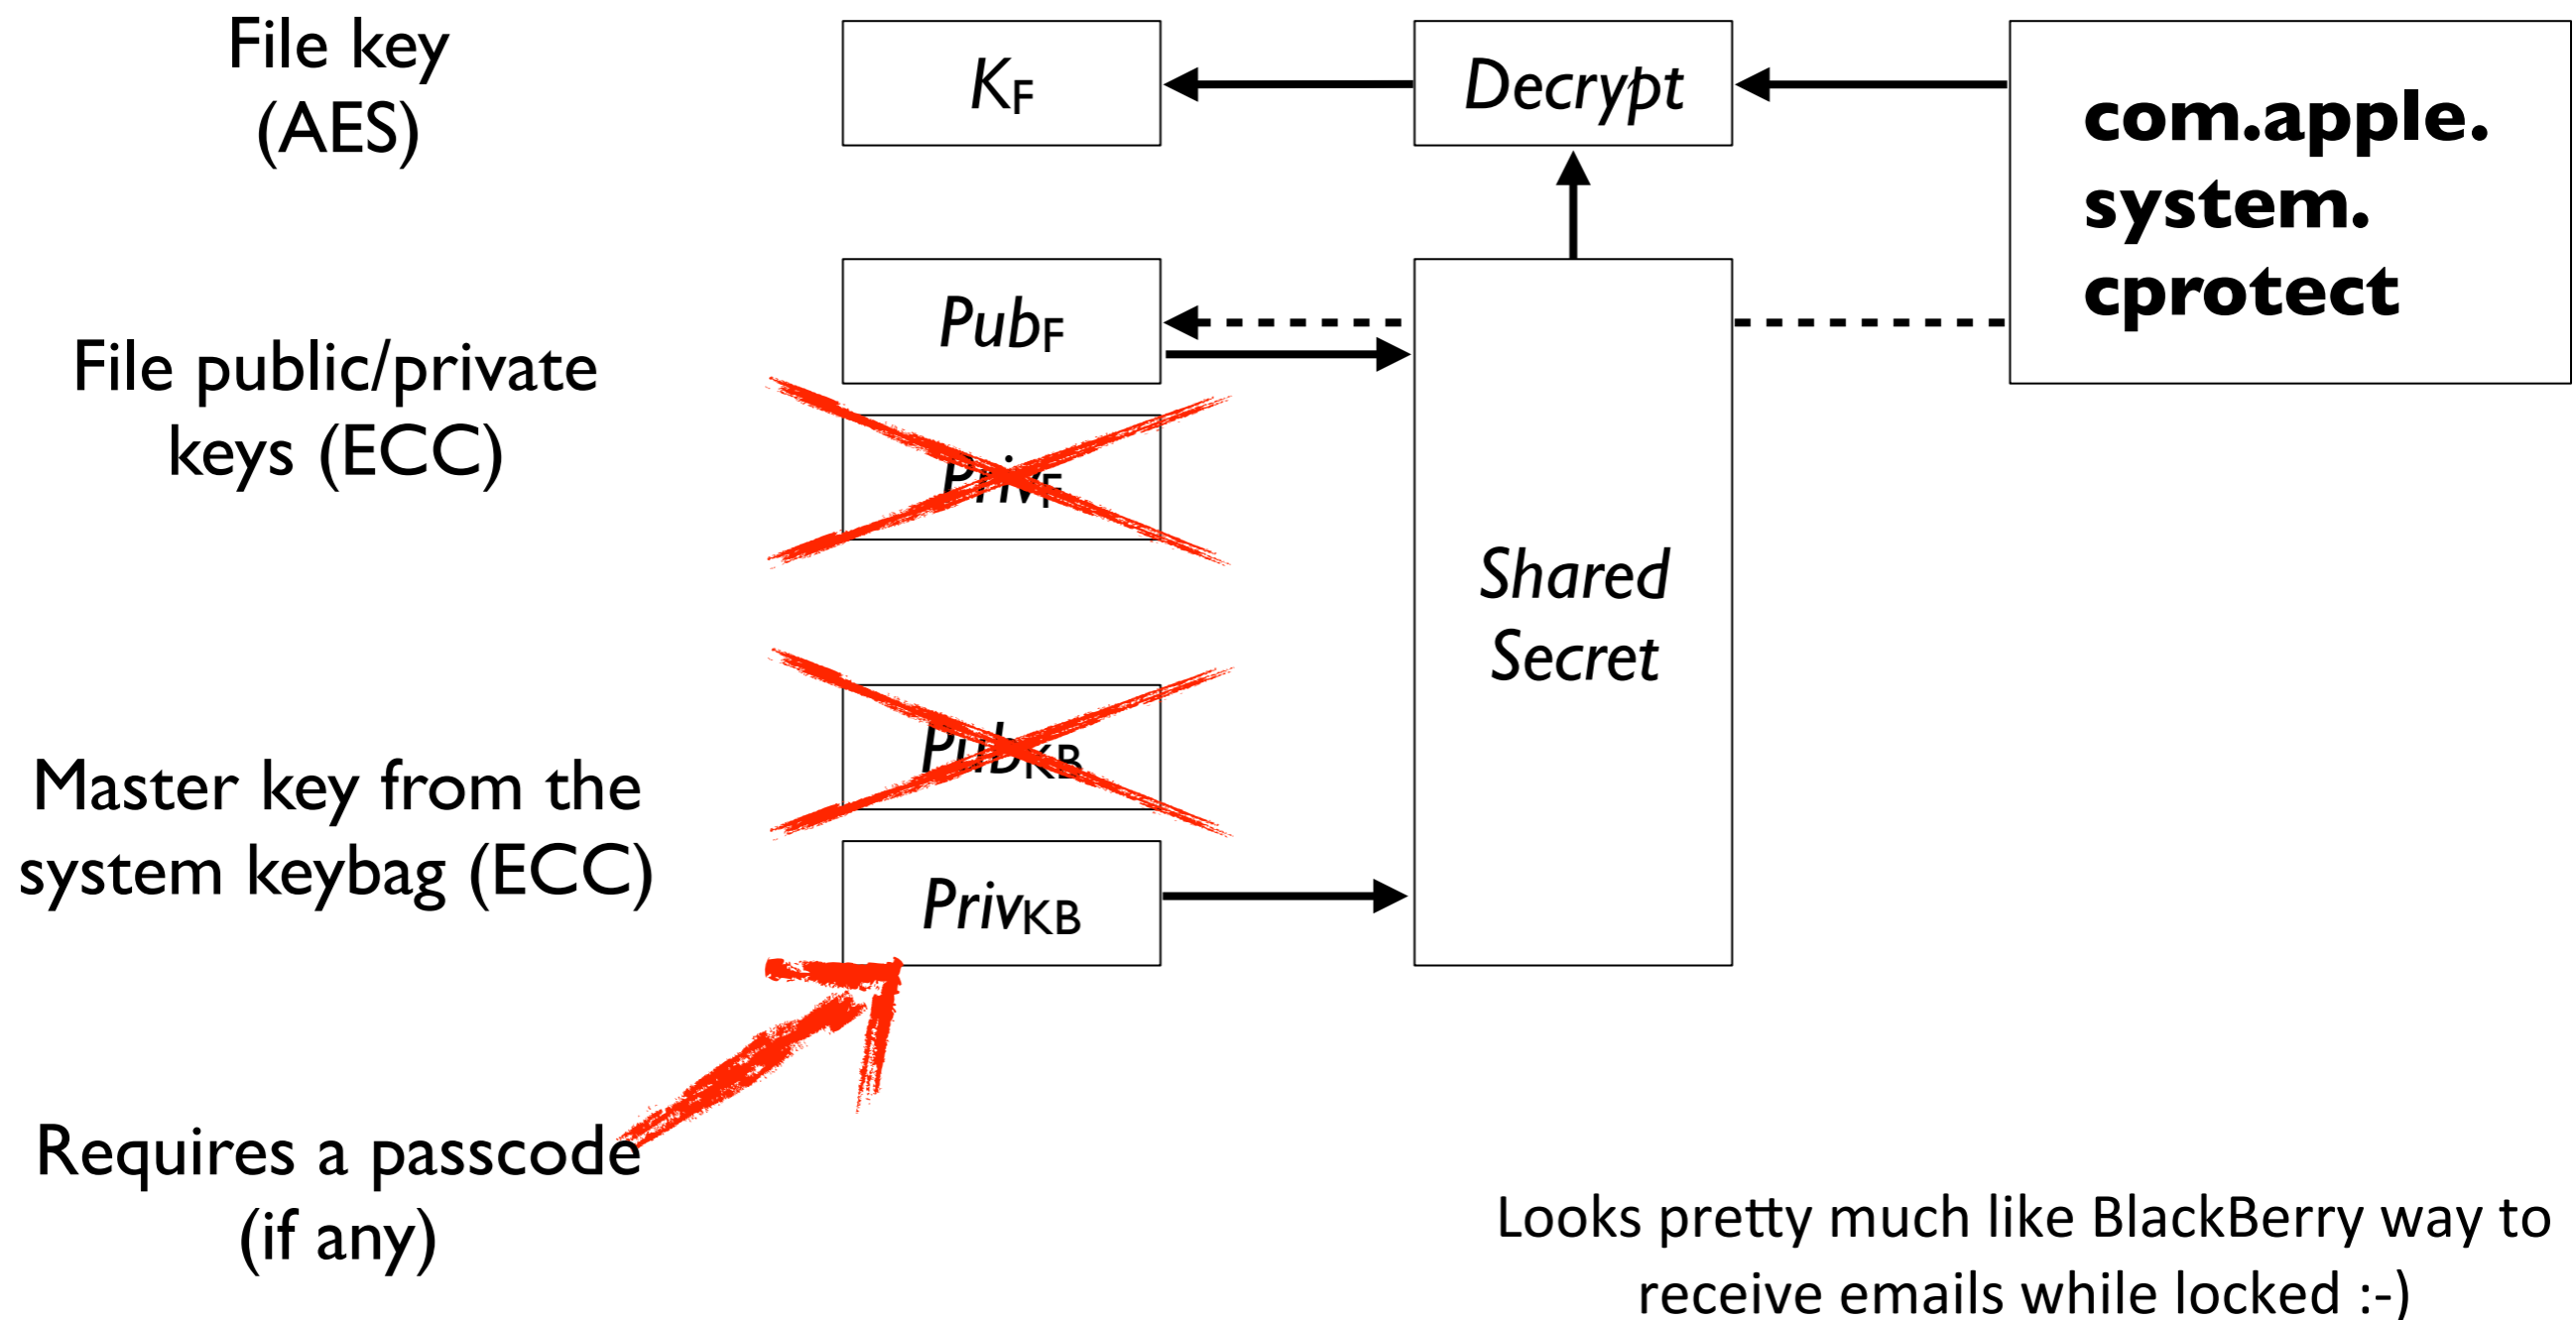 File key
(AES)
KF
Decrypt
com.apple.
system.
cprotect
File public/private
keys (ECC)
PubF
PrivF
Shared
Secret
Master key from the
system keybag (ECC)
PubKB
PrivKB
Requires a passcode
(if any)
Looks pretty much like BlackBerry way to
receive emails while locked :-)